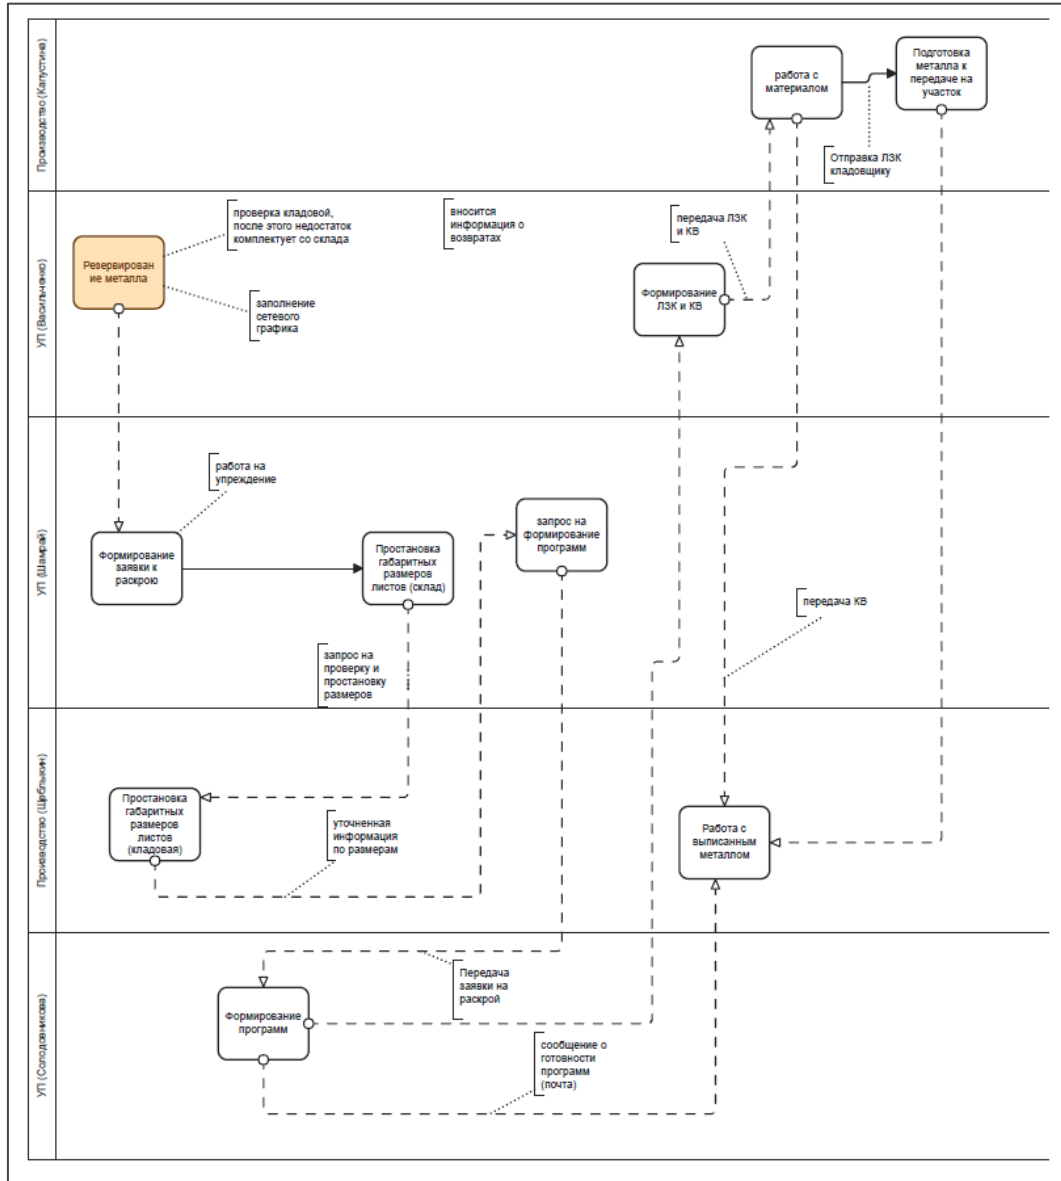 Производство (Капустина)
работа с
материалом
Подготовка
металла к
передаче на
участок
Отправка ЛЗК
кладовщику
УП (Васильченко)
Резервирован
ие металла
проверка кладовой,
после этого недостаток
комплектует со склада
заполнение
сетевого
графика
вносится
информация о
возвратах
передача ЛЗК
и КВ
Формирование
ЛЗК и КВ
УП (Шамрай)
работа на
упреждение
Формирование
заявки к
раскрою
Простановка
габаритных
размеров
листов (склад)
запрос на
формирование
программ
запрос на
проверку и
простановку
размеров
передача КВ
Производство (Щеблыкин)
Простановка
габаритных
размеров
листов
(кладовая)
уточненная
информация
по размерам
Работа с
выписанным
металлом
УП (Солодовникова)
Формирование
программ
Передача
заявки на
раскрой
сообщение о
готовности
программ
(почта)